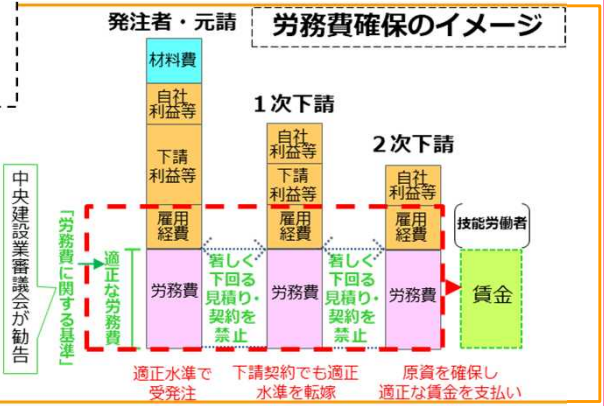 労務費確保のイメージ
発注者・元請
材料費
自社
利益等
下請
利益等
雇用
経費
労務費
1次下請
自社
利益等
下請
利益等
雇用
経費
労務費
2次下請
自社
利益等
雇用
経費
労務費
技能労働者
賃金
中央建設業審議会が勧告
「労務費に関する基準」
適正な労務費
著しく
下回る
見積り・
契約を
禁止
著しく
下回る
見積り・
契約を
禁止
適正水準で
受発注
下請契約でも適正
水準を転嫁
原資を確保し
適正な賃金を支払い